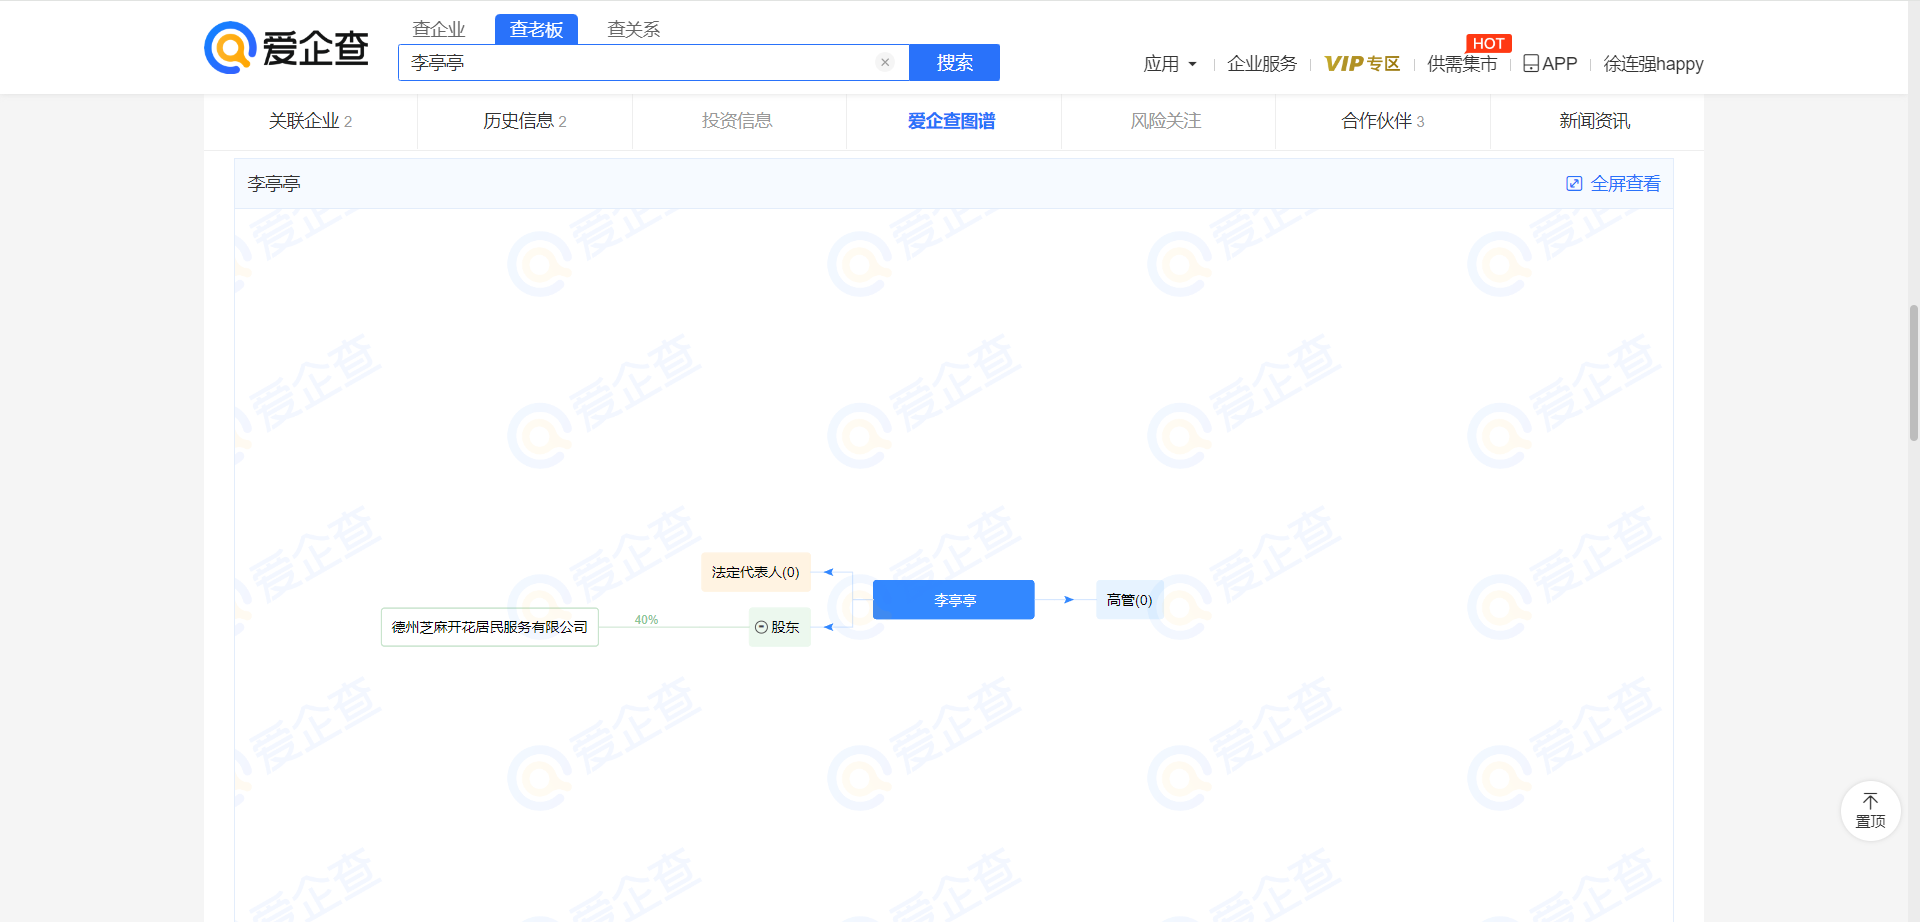 爱企查
查企业 查老板 查关系
李亭亭 搜索
应用 企业服务 VIP专区 供需集市 HOT APP 徐连强happy
关联企业 2 历史信息 2 投资信息 爱企查图谱 风险关注 合作伙伴 3 新闻资讯
李亭亭 全屏查看
法定代表人(0)
李亭亭 高管(0)
德州芝麻开花居民服务有限公司 40% 股东
置顶